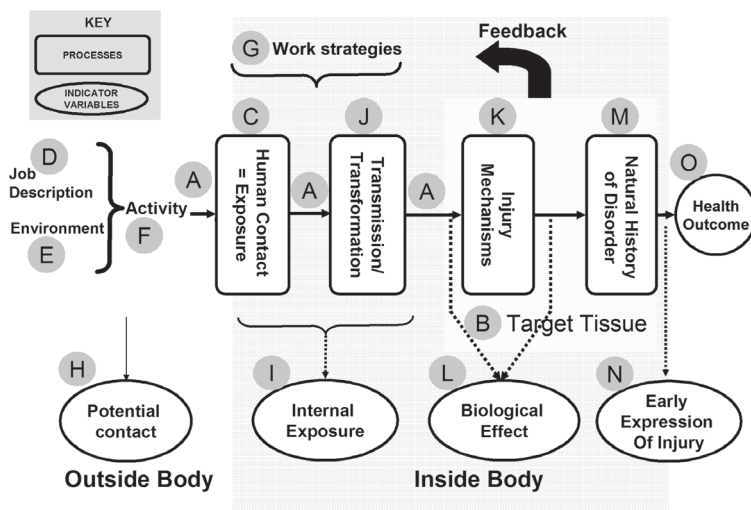 KEY
PROCESSES
INDICATOR
VARIABLES
G Work strategies
Feedback
D
Job
Description
Environment
E
Activity
F
A
C
Human Contact
= Exposure
A
J
Transmission/
Transformation
A
K
Injury
Mechanisms
M
Natural History
of Disorder
O
Health
Outcome
B Target Tissue
H
Potential
contact
I
Internal
Exposure
L
Biological
Effect
N
Early
Expression
Of Injury
Outside Body
Inside Body